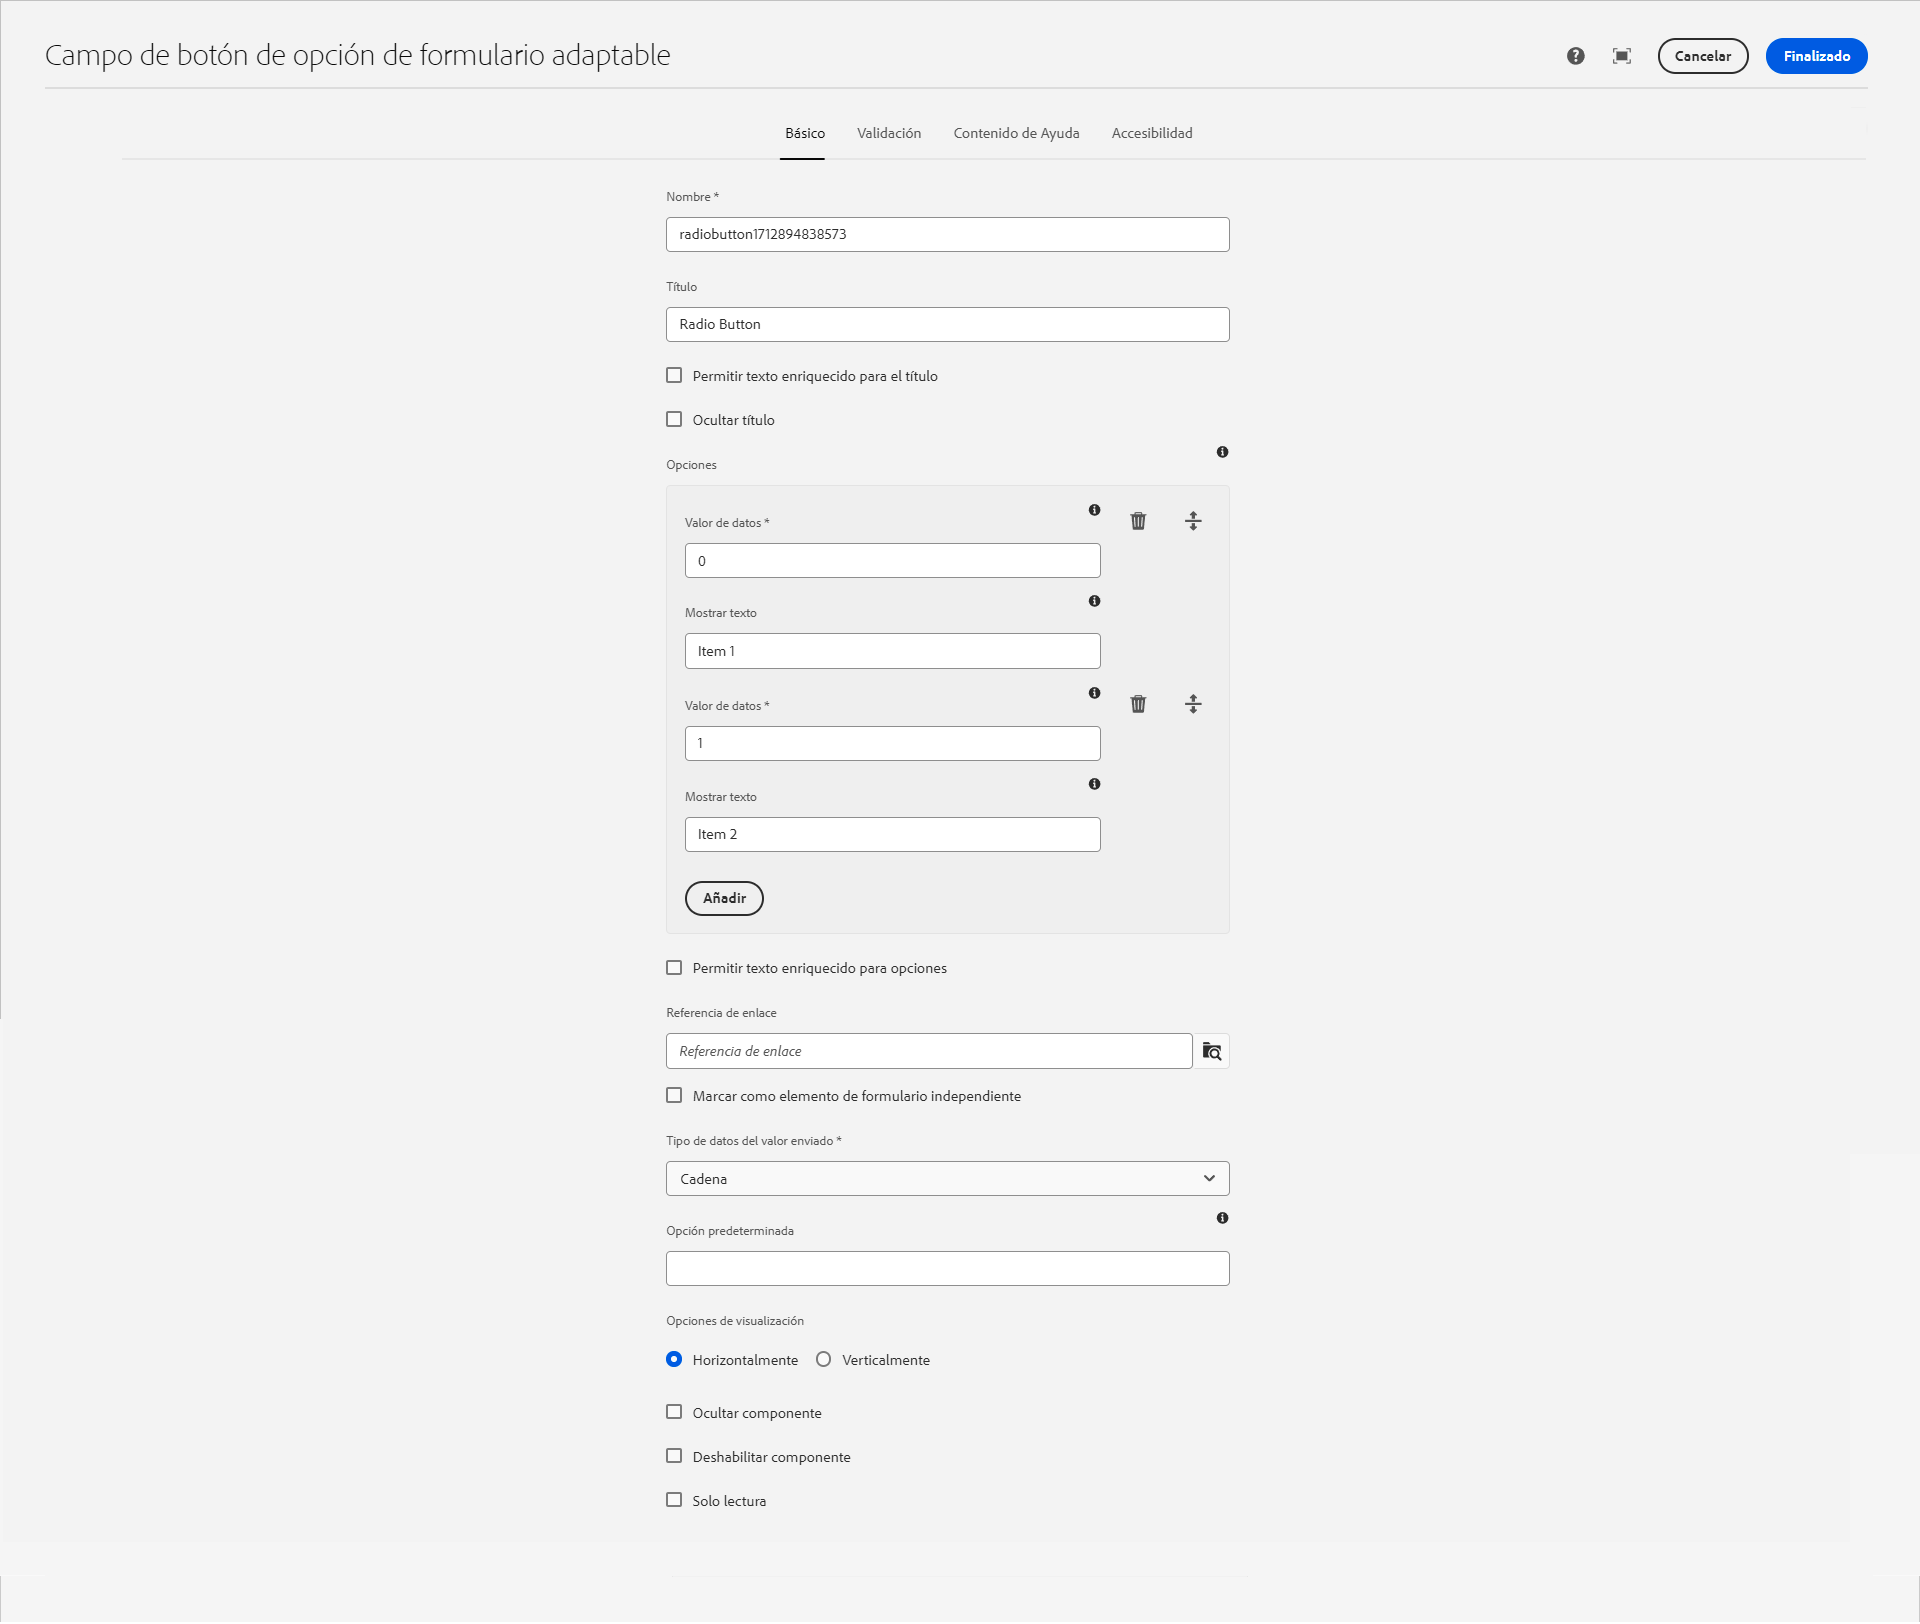 Campo de botón de opción de formulario adaptable
Cancelar
Finalizado
Básico Validación Contenido de Ayuda Accesibilidad
Nombre *
radiobutton1712894838573
Título
Radio Button
Permitir texto enriquecido para el título
Ocultar título
Opciones
Valor de datos *
0
Mostrar texto
Item 1
Valor de datos *
1
Mostrar texto
Item 2
Añadir
Permitir texto enriquecido para opciones
Referencia de enlace
Referencia de enlace
Marcar como elemento de formulario independiente
Tipo de datos del valor enviado *
Cadena
Opción predeterminada
Opciones de visualización
Horizontalmente Verticalmente
Ocultar componente
Deshabilitar componente
Solo lectura